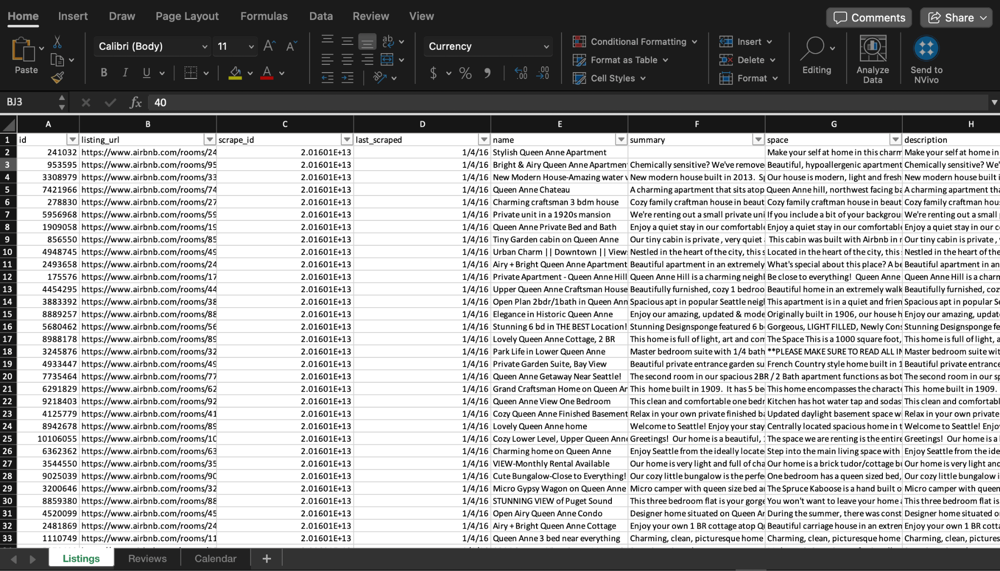 Home Insert Draw Page Layout Formulas Data Review View Comments Share
Paste
Calibri (Body) 11
B I U A
ab
Currency
$ % 9 .00 .00
Conditional Formatting
Format as Table
Cell Styles
Insert
Delete
Format
Editing
Analyze Data
Send to NVivo
BJ3 fx 40
A B C D E F G H
1 id listing_url scrape_id last_scraped name summary space description
2 241032 https://www.airbnb.com/rooms/24 2.01601E+13 1/4/16 Stylish Queen Anne Apartment Make your self at home in this charm Make your self at home in
3 953595 https://www.airbnb.com/rooms/95 2.01601E+13 1/4/16 Bright & Airy Queen Anne Apartmen Chemically sensitive? We've remove Beautiful, hypoallergenic apartment Chemically sensitive? We'
4 3308979 https://www.airbnb.com/rooms/33 2.01601E+13 1/4/16 New Modern House-Amazing water New modern house built in 2013. Our house is modern, light and fresh New modern house built
5 7421966 https://www.airbnb.com/rooms/74 2.01601E+13 1/4/16 Queen Anne Chateau A charming apartment that sits atop Queen Anne hill, northwest facing A charming apartment tha
6 278830 https://www.airbnb.com/rooms/27 2.01601E+13 1/4/16 Charming craftsman 3 bdm house Cozy family craftman house in beaut Cozy family craftman house in beaut Cozy family craftman hou
7 5956968 https://www.airbnb.com/rooms/59 2.01601E+13 1/4/16 Private unit in a 1920s mansion We're renting out a small private uni If you include a bit of your backgrou We're renting out a small
8 1909058 https://www.airbnb.com/rooms/19 2.01601E+13 1/4/16 Queen Anne Private Bed and Bath Enjoy a quiet stay in our comfortabl Enjoy a quiet stay in our comfortabl Enjoy a quiet stay in our
9 856550 https://www.airbnb.com/rooms/85 2.01601E+13 1/4/16 Tiny Garden cabin on Queen Anne Our tiny cabin is private , very quiet This cabin was built with Airbnb in Our tiny cabin is private ,
10 4948745 https://www.airbnb.com/rooms/49 2.01601E+13 1/4/16 Urban Charm || Downtown || View Nestled in the heart of the city, this Located in the heart of the city, this Nestled in the heart of the
11 2493658 https://www.airbnb.com/rooms/24 2.01601E+13 1/4/16 Airy + Bright Queen Anne Apartment Beautiful apartment in an extremely What's special about this place? A be Beautiful apartment in an
12 175576 https://www.airbnb.com/rooms/17 2.01601E+13 1/4/16 Private Apartment - Queen Anne Hill Queen Anne Hill is a charming neigh Be close to everything! Queen Anne Queen Anne Hill is a charm
13 4454295 https://www.airbnb.com/rooms/44 2.01601E+13 1/4/16 Upper Queen Anne Craftsman House Beautifully furnished, cozy 1 bedroo Beautiful home in an extremely walk Beautifully furnished, coz
14 3883392 https://www.airbnb.com/rooms/38 2.01601E+13 1/4/16 Open Plan 2bdr/1bath in Queen Ann Spacious apt in popular Seattle neig This apartment is in a quiet and frien Spacious apt in popular Se
15 8889257 https://www.airbnb.com/rooms/88 2.01601E+13 1/4/16 Elegance in Historic Queen Anne Enjoy our amazing, updated & mode Originally built in 1906, our house h Enjoy our amazing, updat
16 5680462 https://www.airbnb.com/rooms/56 2.01601E+13 1/4/16 Stunning 6 bd in THE BEST Location! Stunning Designsponge featured 6 b Gorgeous, LIGHT FILLED, Newly Cons Stunning Designsponge fe
17 8988178 https://www.airbnb.com/rooms/89 2.01601E+13 1/4/16 Lovely Queen Anne Cottage, 2 BR This home is full of light, art and com The Space This is a 1000 square foot, This home is full of light, a
18 3245876 https://www.airbnb.com/rooms/32 2.01601E+13 1/4/16 Park Life in Lower Queen Anne Master bedroom suite with 1/4 bath **PLEASE MAKE SURE TO READ ALL IN Master bedroom suite wit
19 4933447 https://www.airbnb.com/rooms/49 2.01601E+13 1/4/16 Private Garden Suite, Bay View Beautiful private entrance garden su French Country style home built in 1 Beautiful private entrance
20 7735464 https://www.airbnb.com/rooms/77 2.01601E+13 1/4/16 Queen Anne Getaway Near Seattle! The second room in our spacious 2BR / 2 Bath apartment functions as bot The second room in our sp
21 6291829 https://www.airbnb.com/rooms/62 2.01601E+13 1/4/16 Grand Craftsman Home on Queen An This home built in 1909. It has 5 be This home encompasses the characte This home built in 1909.
22 9218403 https://www.airbnb.com/rooms/92 2.01601E+13 1/4/16 Queen Anne View One Bedroom This clean and comfortable one bedr Kitchen has hot water tap and sodas This clean and comfortabl
23 4125779 https://www.airbnb.com/rooms/41 2.01601E+13 1/4/16 Cozy Queen Anne Finished Basement Relax in your own private finished ba Updated daylight basement space w Relax in your own private
24 8942678 https://www.airbnb.com/rooms/89 2.01601E+13 1/4/16 Lovely Queen Anne home Welcome to Seattle! Enjoy your stay Centrally located spacious home in t Welcome to Seattle! Enjo
25 10106055 https://www.airbnb.com/rooms/10 2.01601E+13 1/4/16 Cozy Lower Level, Upper Queen Anne Greetings! Our home is a beautiful, The space we are renting is the entire Greetings! Our home is a
26 6362362 https://www.airbnb.com/rooms/63 2.01601E+13 1/4/16 Charming home on Queen Anne Enjoy Seattle from the ideally locate Step into the main living space with Enjoy Seattle from the ide
27 3544550 https://www.airbnb.com/rooms/35 2.01601E+13 1/4/16 VIEW-Monthly Rental Available Our home is very light and full of cha Our home is a brick tudor/cottage bu Our home is very light and
28 9025039 https://www.airbnb.com/rooms/90 2.01601E+13 1/4/16 Cute Bungalow-Close to Everything! Our cozy little bungalow is the perfe One bedroom has a queen sized bed, Our cozy little bungalow i
29 3200646 https://www.airbnb.com/rooms/32 2.01601E+13 1/4/16 Micro Gypsy Wagon on Queen Anne Micro camper with queen size bed a The Spruce Kaboose is a hand built o Micro camper with queen
30 8859380 https://www.airbnb.com/rooms/88 2.01601E+13 1/4/16 STUNNING VIEW of Puget Sound This three bedroom flat is your gorge You won't want to leave your home This three bedroom flat is
31 4520099 https://www.airbnb.com/rooms/45 2.01601E+13 1/4/16 Open Airy Queen Anne Condo Designer home situated on Queen An During the summer, there was const Designer home situated o
32 2481869 https://www.airbnb.com/rooms/24 2.01601E+13 1/4/16 Airy + Bright Queen Anne Cottage Enjoy your own 1 BR cottage atop Qu Beautiful carriage house in an extrem Enjoy your own 1 BR cotta
33 1110749 https://www.airbnb.com/rooms/11 2.01601E+13 1/4/16 Queen Anne 3 bed near everything Charming, clean, picturesque home Charming, clean, picturesque home Charming, clean, pictures
Listings Reviews Calendar +